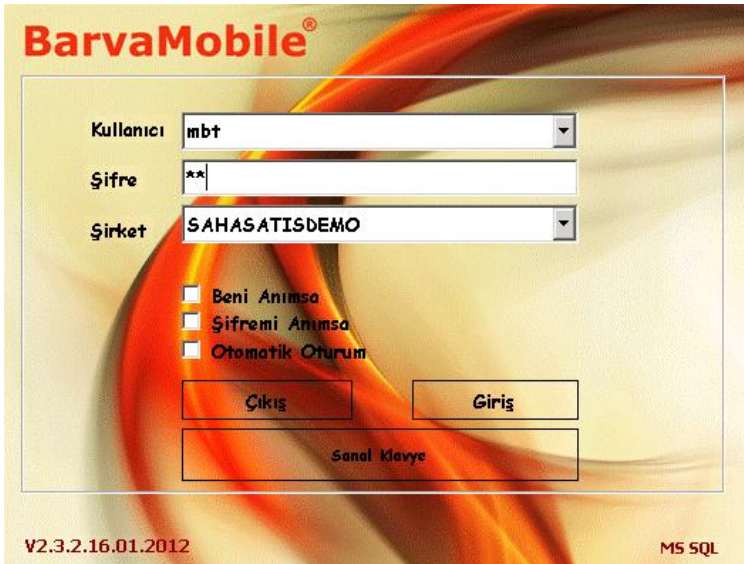 BarvaMobile®
Kullanıcı mbt
Şifre **
Şirket SAHASATISDEMO
Beni Anımsa
Şifremi Anımsa
Otomatik Oturum
Çıkış Giriş
Sanal Klavye
V2.3.2.16.01.2012 MS SQL